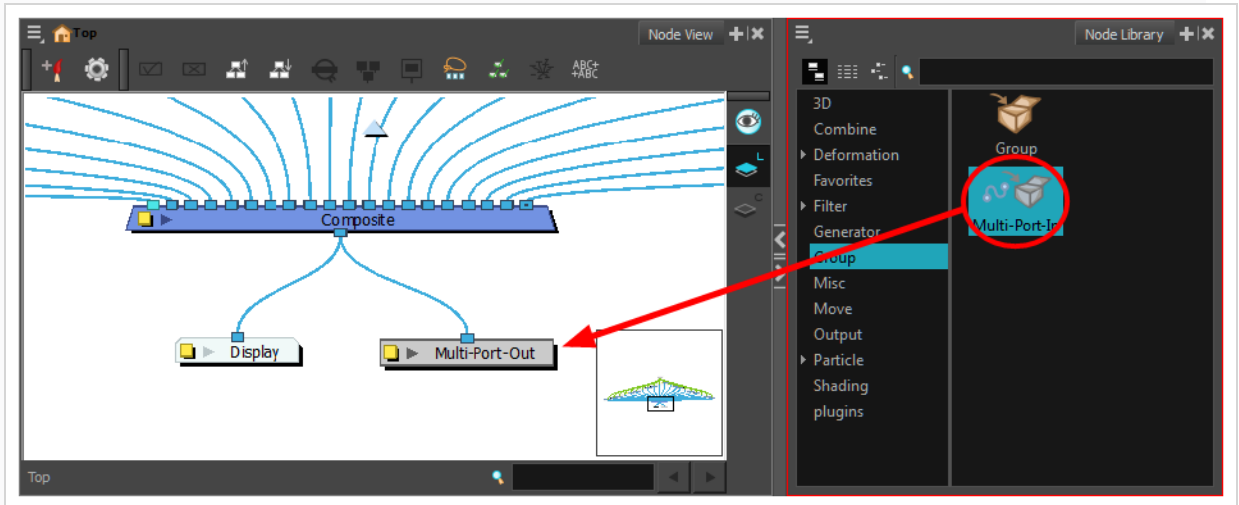 Top
Node View
ABC+
+ABC
L
C
Composite
Display
Multi-Port-Out
Top
Node Library
3D
Combine
Deformation
Favorites
Filter
Generator
Group
Misc
Move
Output
Particle
Shading
plugins
Group
Multi-Port-In